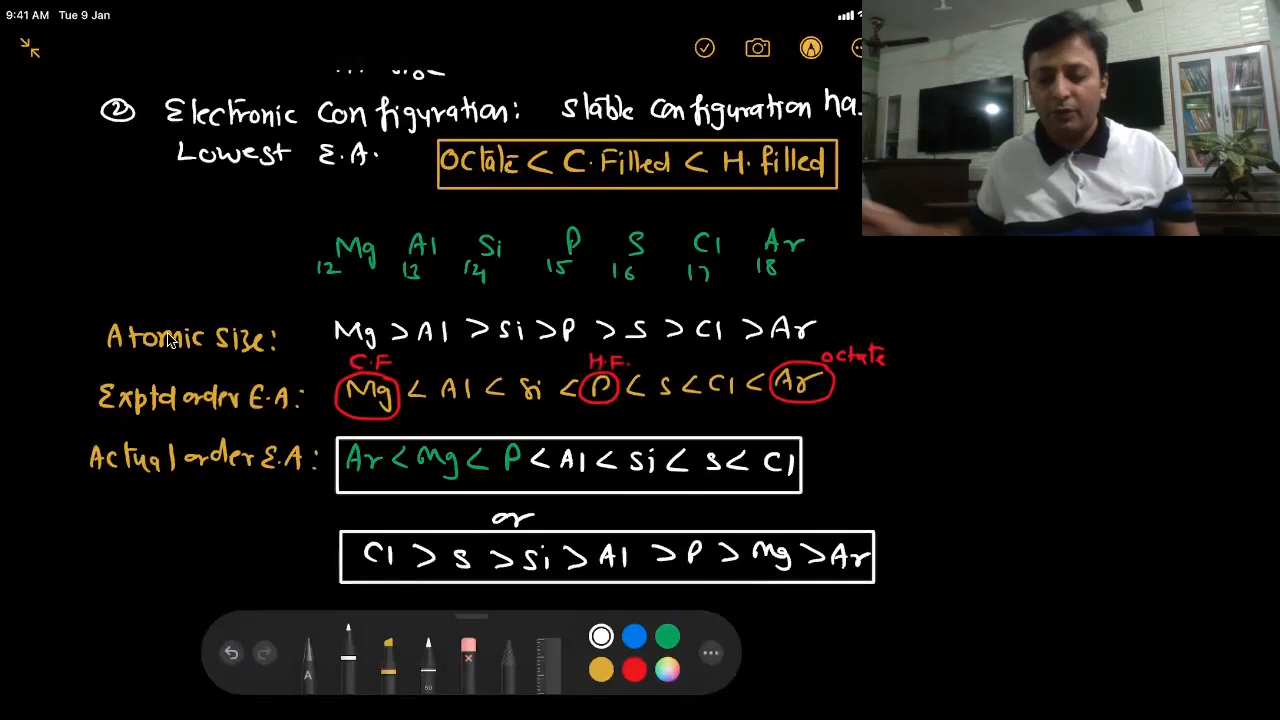 9:41 AM Tue 9 Jan
② Electronic Configuration: Stable Configuration ha
Lowest E.A.
Octate < C.Filled < H.filled
Mg Al Si P S Cl Ar
12 13 14 15 16 17 18
Atomic Size: Mg > Al > Si > P > S > Cl > Ar
C.F H.F. Octate
Exptd order E.A: Mg < Al < Si < P < S < Cl < Ar
Actual order E.A: Ar < Mg < P < Al < Si < S < Cl
or
Cl > S > Si > Al > P > Mg > Ar
A
80